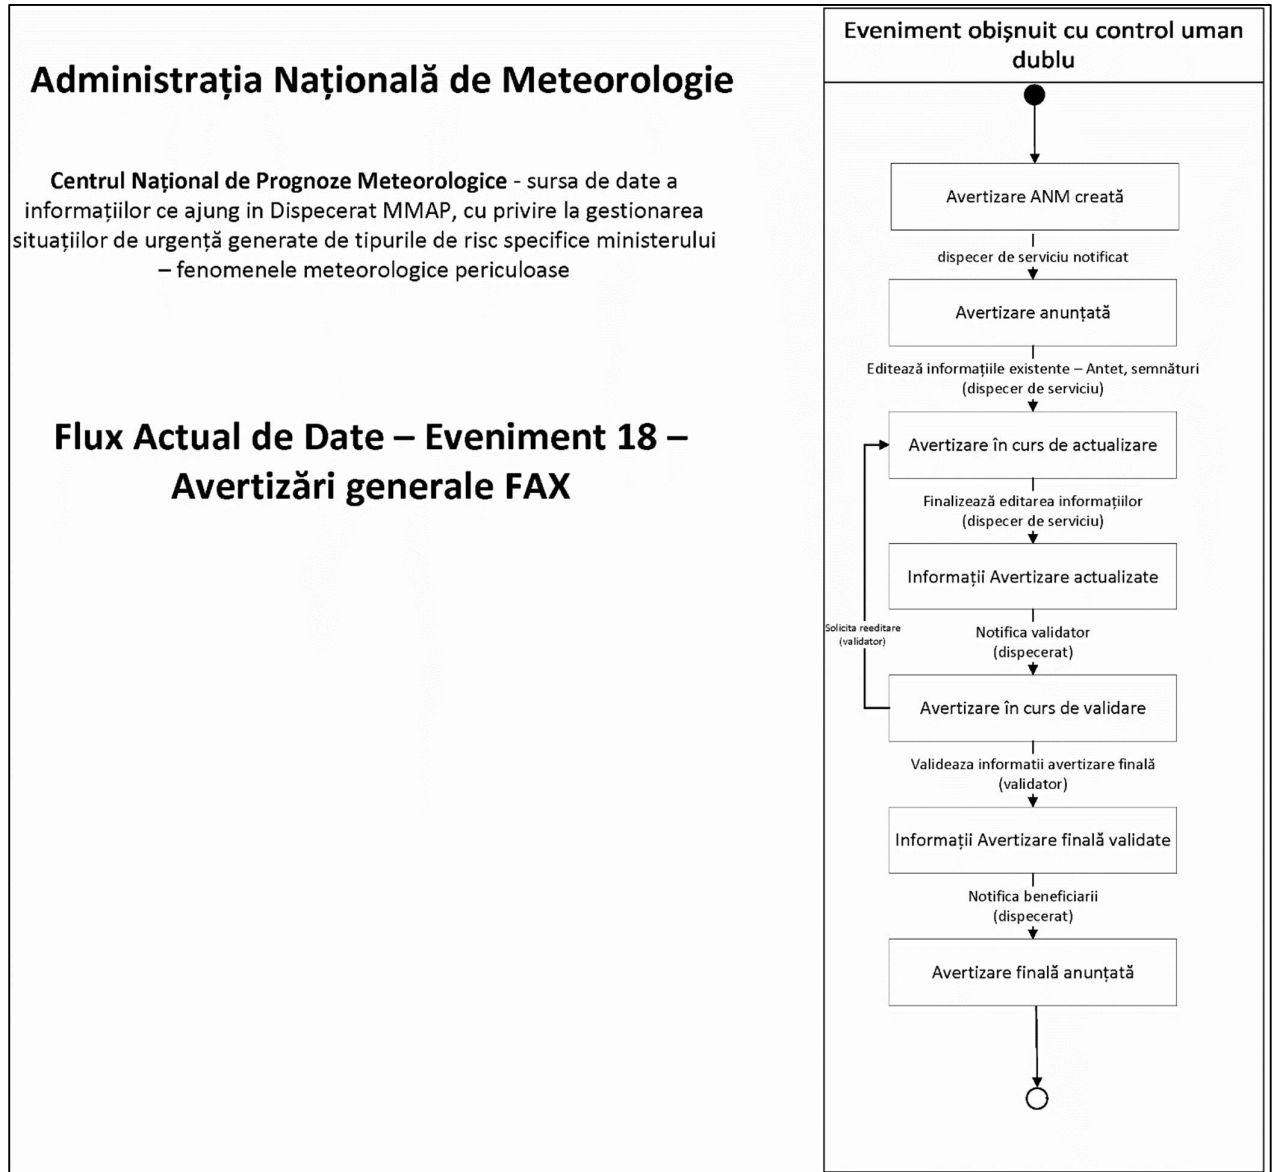 Administrația Națională de Meteorologie
Centrul Național de Prognoze Meteorologice - sursa de date a
informațiilor ce ajung in Dispecerat MMAP, cu privire la gestionarea
situațiilor de urgență generate de tipurile de risc specifice ministerului
– fenomenele meteorologice periculoase
Flux Actual de Date – Eveniment 18 –
Avertizări generale FAX
Eveniment obișnuit cu control uman
dublu
Avertizare ANM creată
dispecer de serviciu notificat
Avertizare anunțată
Editează informațiile existente – Antet, semnături
(dispecer de serviciu)
Avertizare în curs de actualizare
Finalizează editarea informațiilor
(dispecer de serviciu)
Informații Avertizare actualizate
Solicita reeditare
(validator)
Notifica validator
(dispecerat)
Avertizare în curs de validare
Valideaza informatii avertizare finală
(validator)
Informații Avertizare finală validate
Notifica beneficiarii
(dispecerat)
Avertizare finală anunțată